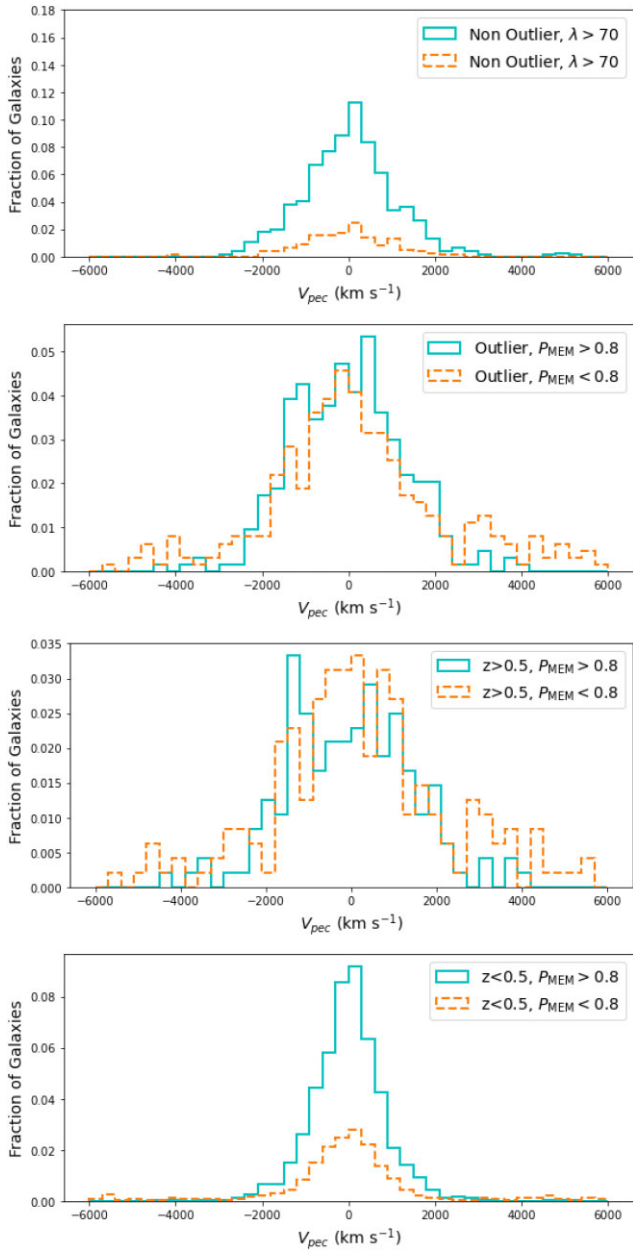 0.18
0.16
0.14
0.12
0.10
0.08
0.06
0.04
0.02
0.00
Fraction of Galaxies
Non Outlier, λ > 70
Non Outlier, λ > 70
−6000 −4000 −2000 0 2000 4000 6000
V_pec (km s⁻¹)
0.05
0.04
0.03
0.02
0.01
0.00
Fraction of Galaxies
Outlier, P_MEM > 0.8
Outlier, P_MEM < 0.8
−6000 −4000 −2000 0 2000 4000 6000
V_pec (km s⁻¹)
0.035
0.030
0.025
0.020
0.015
0.010
0.005
0.000
Fraction of Galaxies
z>0.5, P_MEM > 0.8
z>0.5, P_MEM < 0.8
−6000 −4000 −2000 0 2000 4000 6000
V_pec (km s⁻¹)
0.08
0.06
0.04
0.02
0.00
Fraction of Galaxies
z<0.5, P_MEM > 0.8
z<0.5, P_MEM < 0.8
−6000 −4000 −2000 0 2000 4000 6000
V_pec (km s⁻¹)